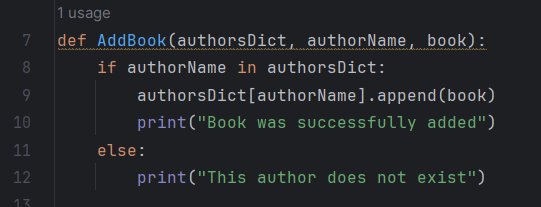 1 usage
7 def AddBook(authorsDict, authorName, book):
8 if authorName in authorsDict:
9 authorsDict[authorName].append(book)
10 print("Book was successfully added")
11 else:
12 print("This author does not exist")
13